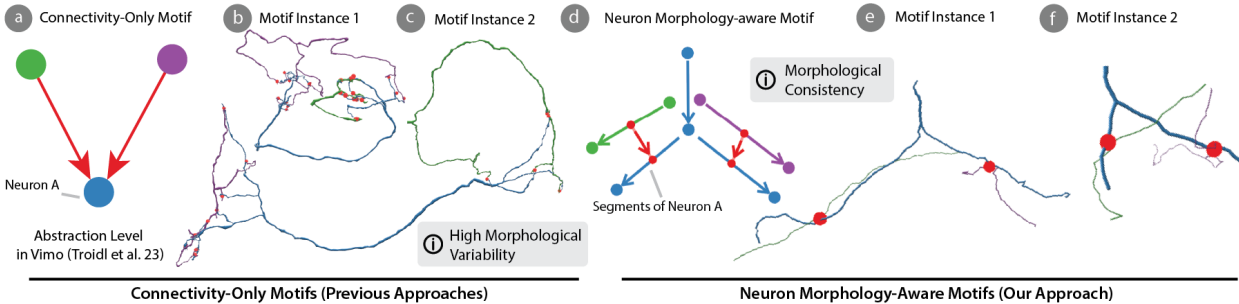 a Connectivity-Only Motif
b Motif Instance 1
c Motif Instance 2
d Neuron Morphology-aware Motif
e Motif Instance 1
f Motif Instance 2
Neuron A
Abstraction Level
in Vimo (Troidl et al. 23)
i High Morphological
Variability
i Morphological
Consistency
Segments of Neuron A
Connectivity-Only Motifs (Previous Approaches)
Neuron Morphology-Aware Motifs (Our Approach)